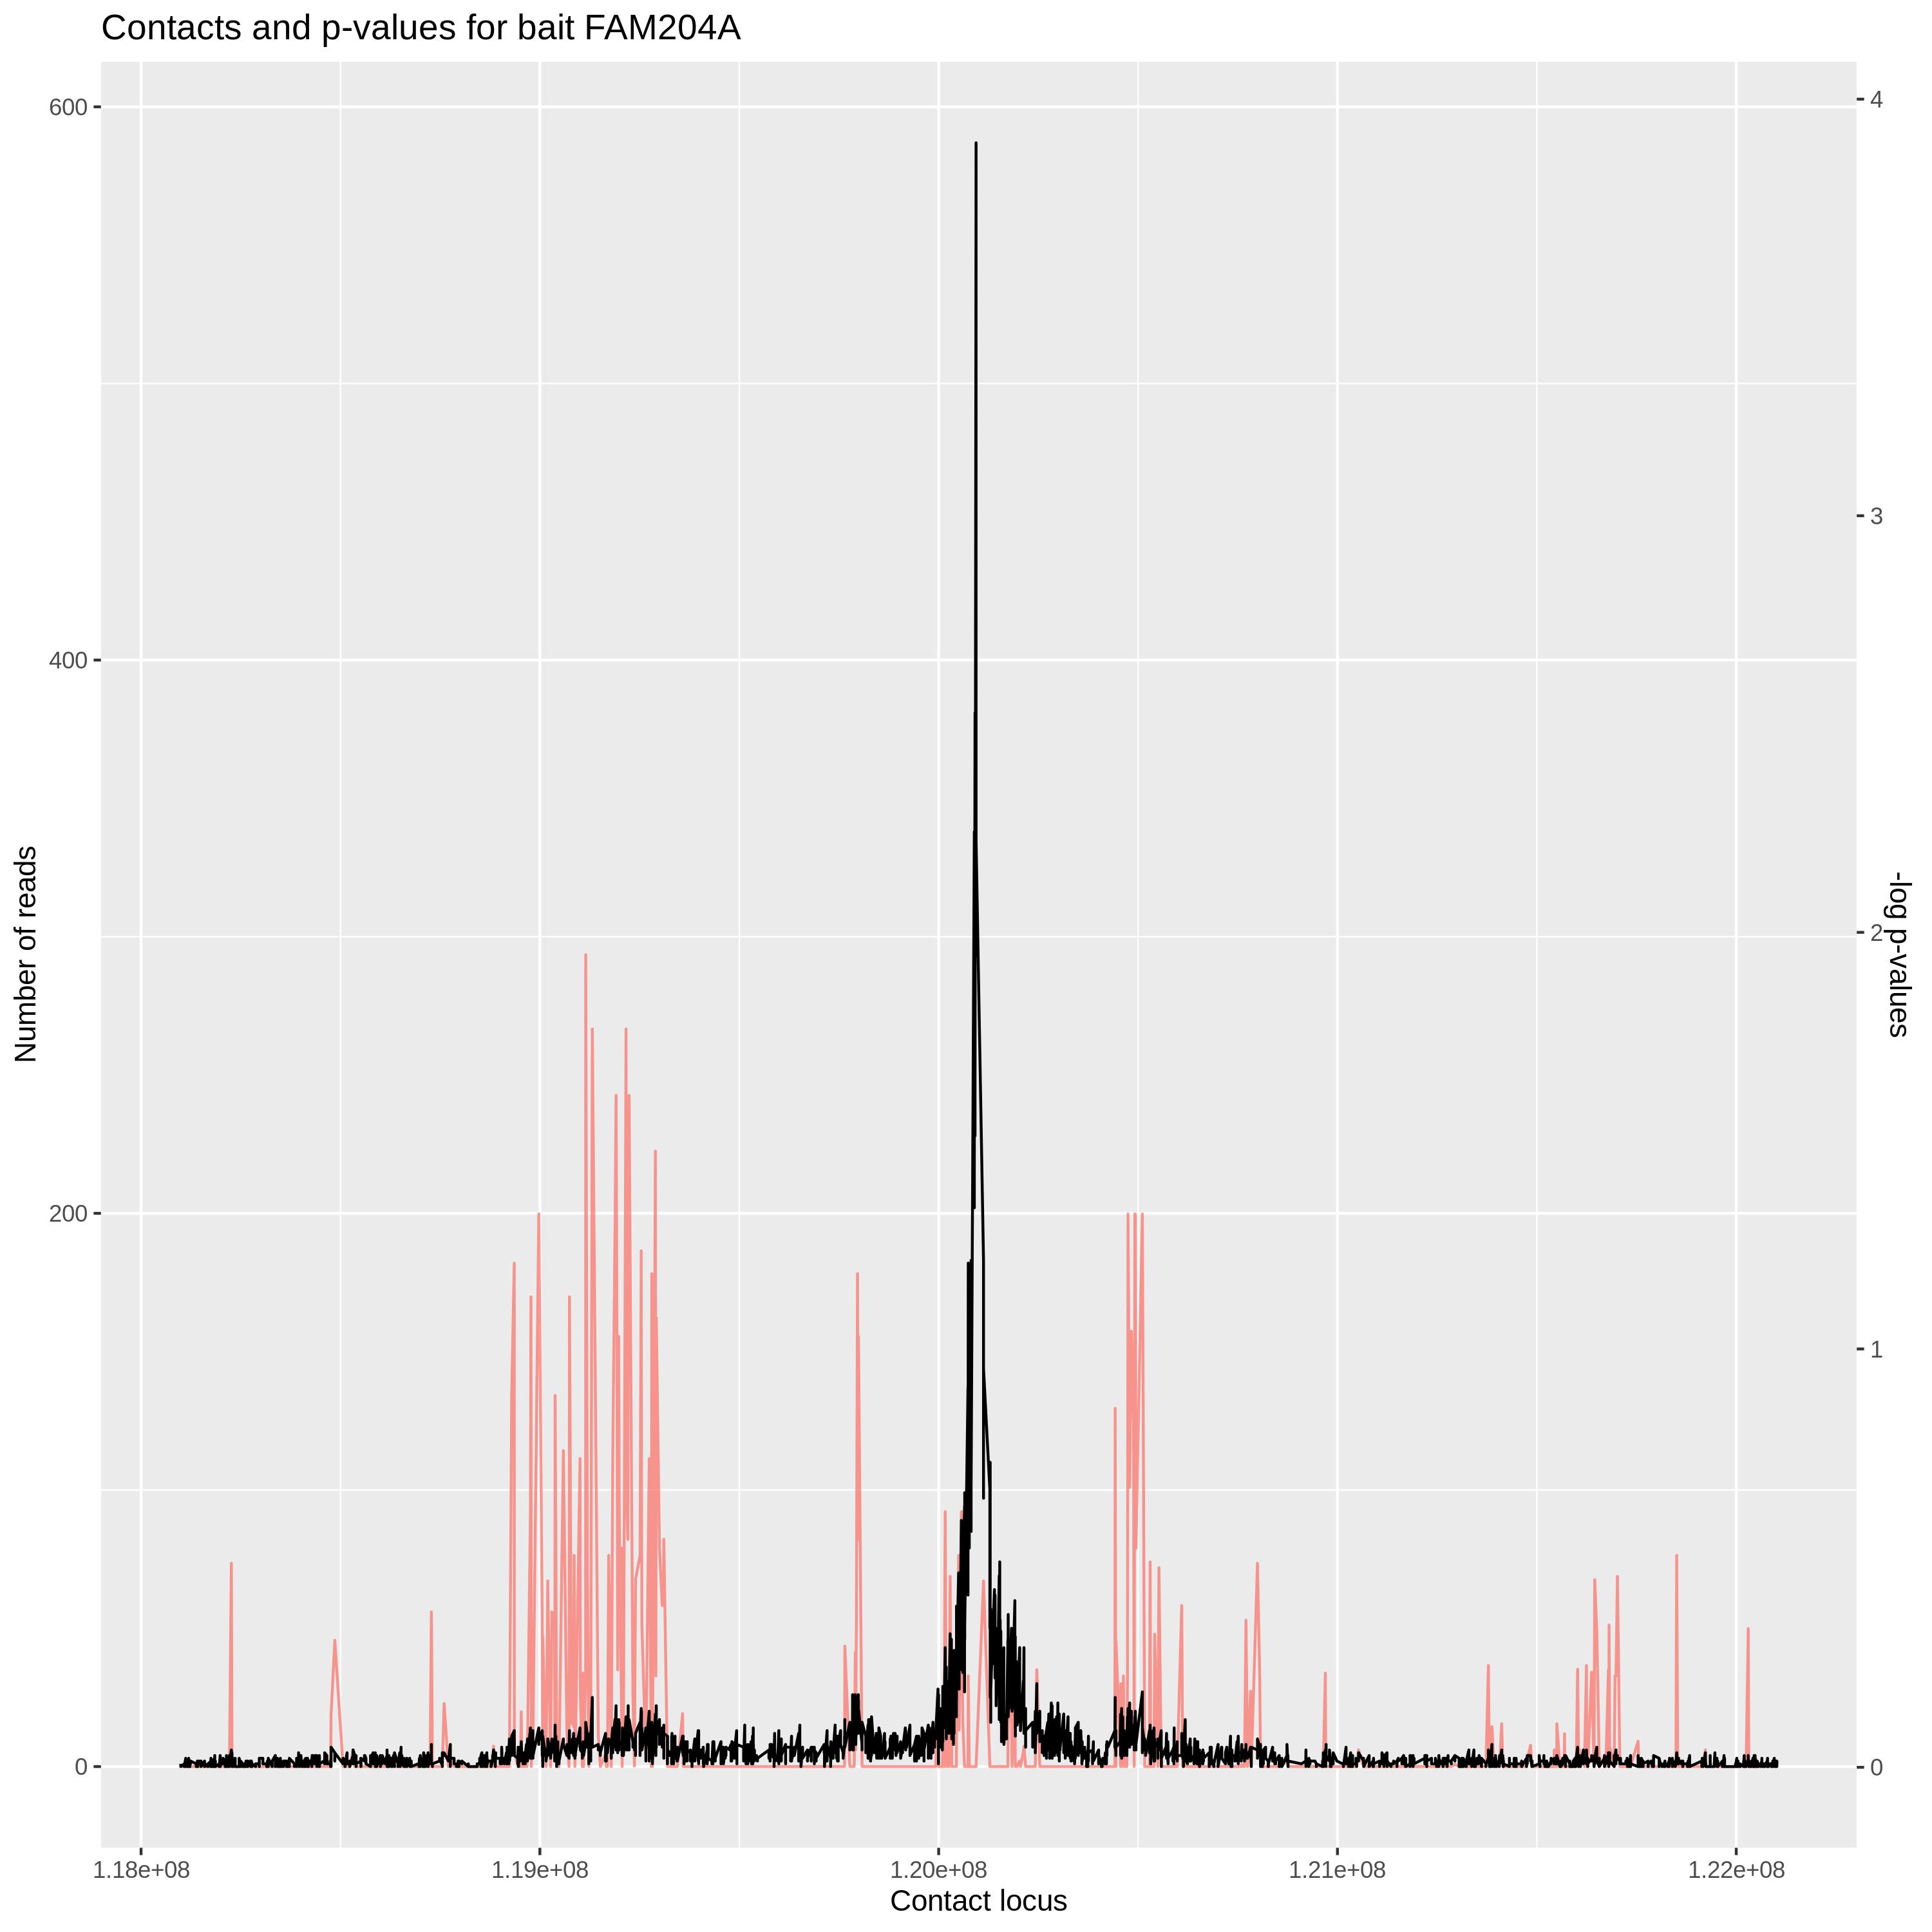 Contacts and p-values for bait FAM204A
600
400
200
0
Number of reads
4
3
2
1
0
-log p-values
1.18e+08
1.19e+08
1.20e+08
1.21e+08
1.22e+08
Contact locus